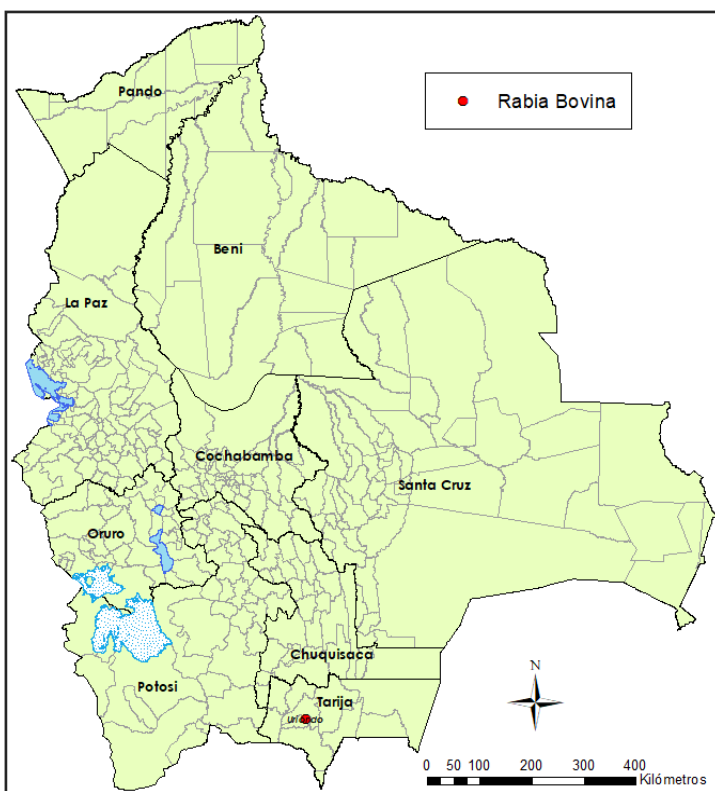 Pando
Rabia Bovina
Beni
La Paz
Cochabamba
Santa Cruz
Oruro
Chuquisaca
Potosi
Tarija
uriondo
N
0 50 100 200 300 400
Kilómetros